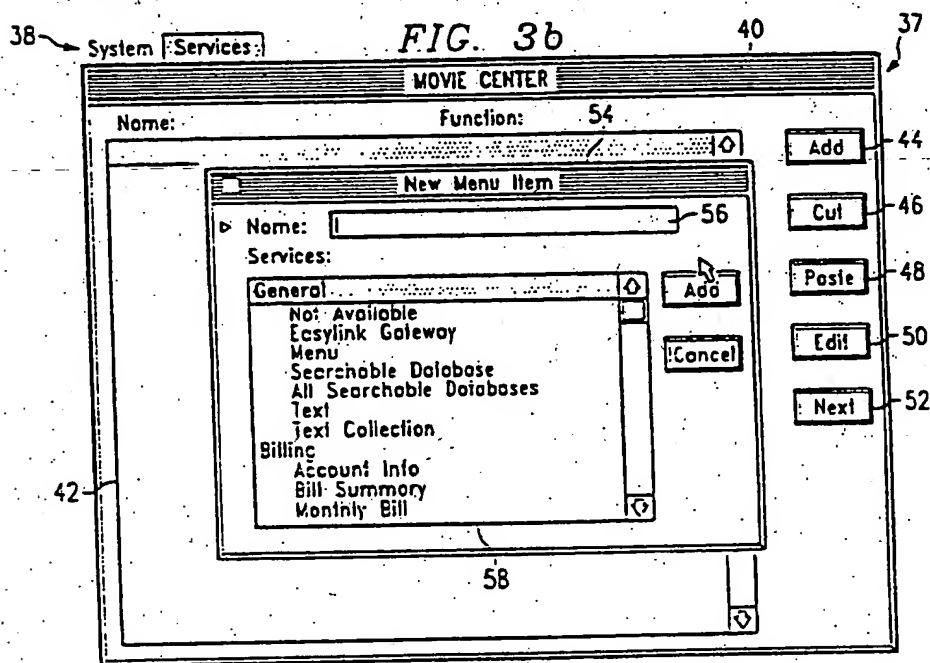 FIG. 3b
38 System Services 40 37
MOVIE CENTER
Name: Function: 54
Add 44
New Menu Item
Name: 56
Cut 46
Services:
General
Add
Paste 48
Not Available
Easylink Gateway
Menu
Cancel
Edit 50
Searchable Database
All Searchable Databases
Text
Next 52
Text Collection
Billing
Account Info
42
Bill Summary
Monthly Bill
58